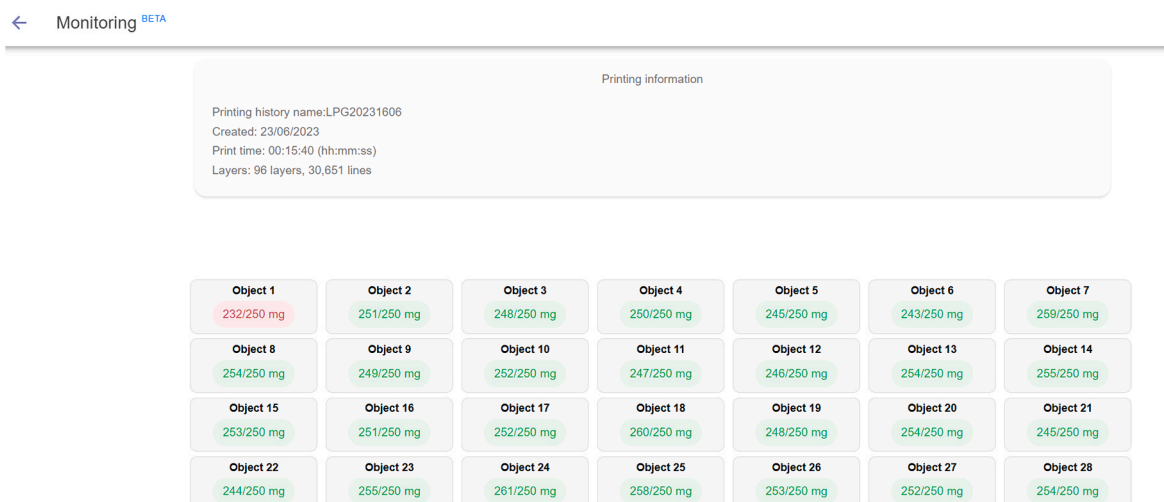 Monitoring BETA
Printing information
Printing history name:LPG20231606
Created: 23/06/2023
Print time: 00:15:40 (hh:mm:ss)
Layers: 96 layers, 30,651 lines
Object 1 Object 2 Object 3 Object 4 Object 5 Object 6 Object 7
232/250 mg 251/250 mg 248/250 mg 250/250 mg 245/250 mg 243/250 mg 259/250 mg
Object 8 Object 9 Object 10 Object 11 Object 12 Object 13 Object 14
254/250 mg 249/250 mg 252/250 mg 247/250 mg 246/250 mg 254/250 mg 255/250 mg
Object 15 Object 16 Object 17 Object 18 Object 19 Object 20 Object 21
253/250 mg 251/250 mg 252/250 mg 260/250 mg 248/250 mg 254/250 mg 245/250 mg
Object 22 Object 23 Object 24 Object 25 Object 26 Object 27 Object 28
244/250 mg 255/250 mg 261/250 mg 258/250 mg 253/250 mg 252/250 mg 254/250 mg